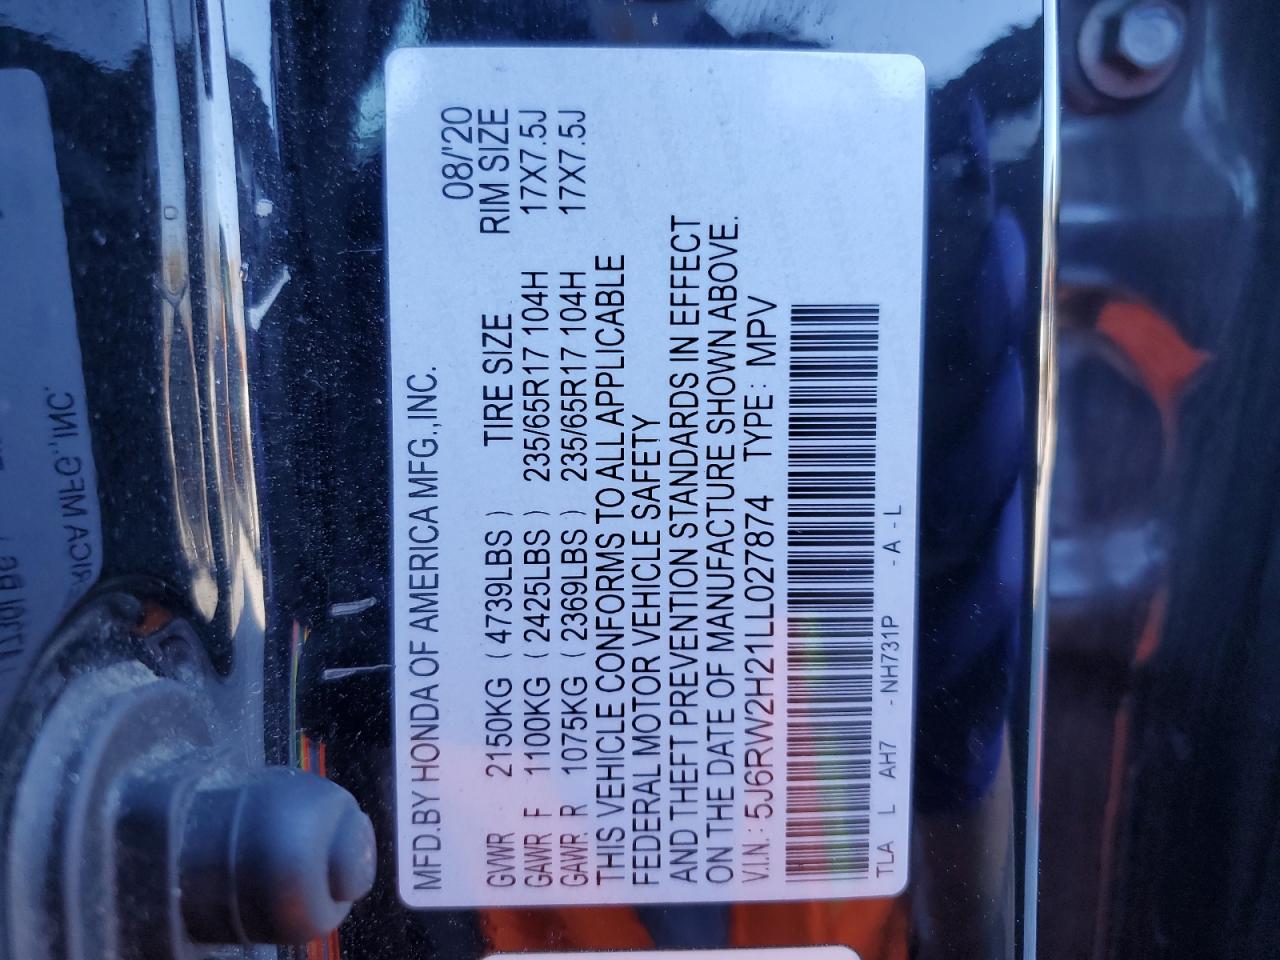 MFD.BY HONDA OF AMERICA MFG.,INC. 08/'20
GVWR 2150KG ( 4739LBS ) TIRE SIZE RIM SIZE
GAWR F 1100KG ( 2425LBS ) 235/65R17 104H 17X7.5J
GAWR R 1075KG ( 2369LBS ) 235/65R17 104H 17X7.5J
THIS VEHICLE CONFORMS TO ALL APPLICABLE
FEDERAL MOTOR VEHICLE SAFETY
AND THEFT PREVENTION STANDARDS IN EFFECT
ON THE DATE OF MANUFACTURE SHOWN ABOVE.
V.I.N.: 5J6RW2H21LL027874 TYPE: MPV
TLA L AH7 -NH731P -A-L
MFG.,INC.